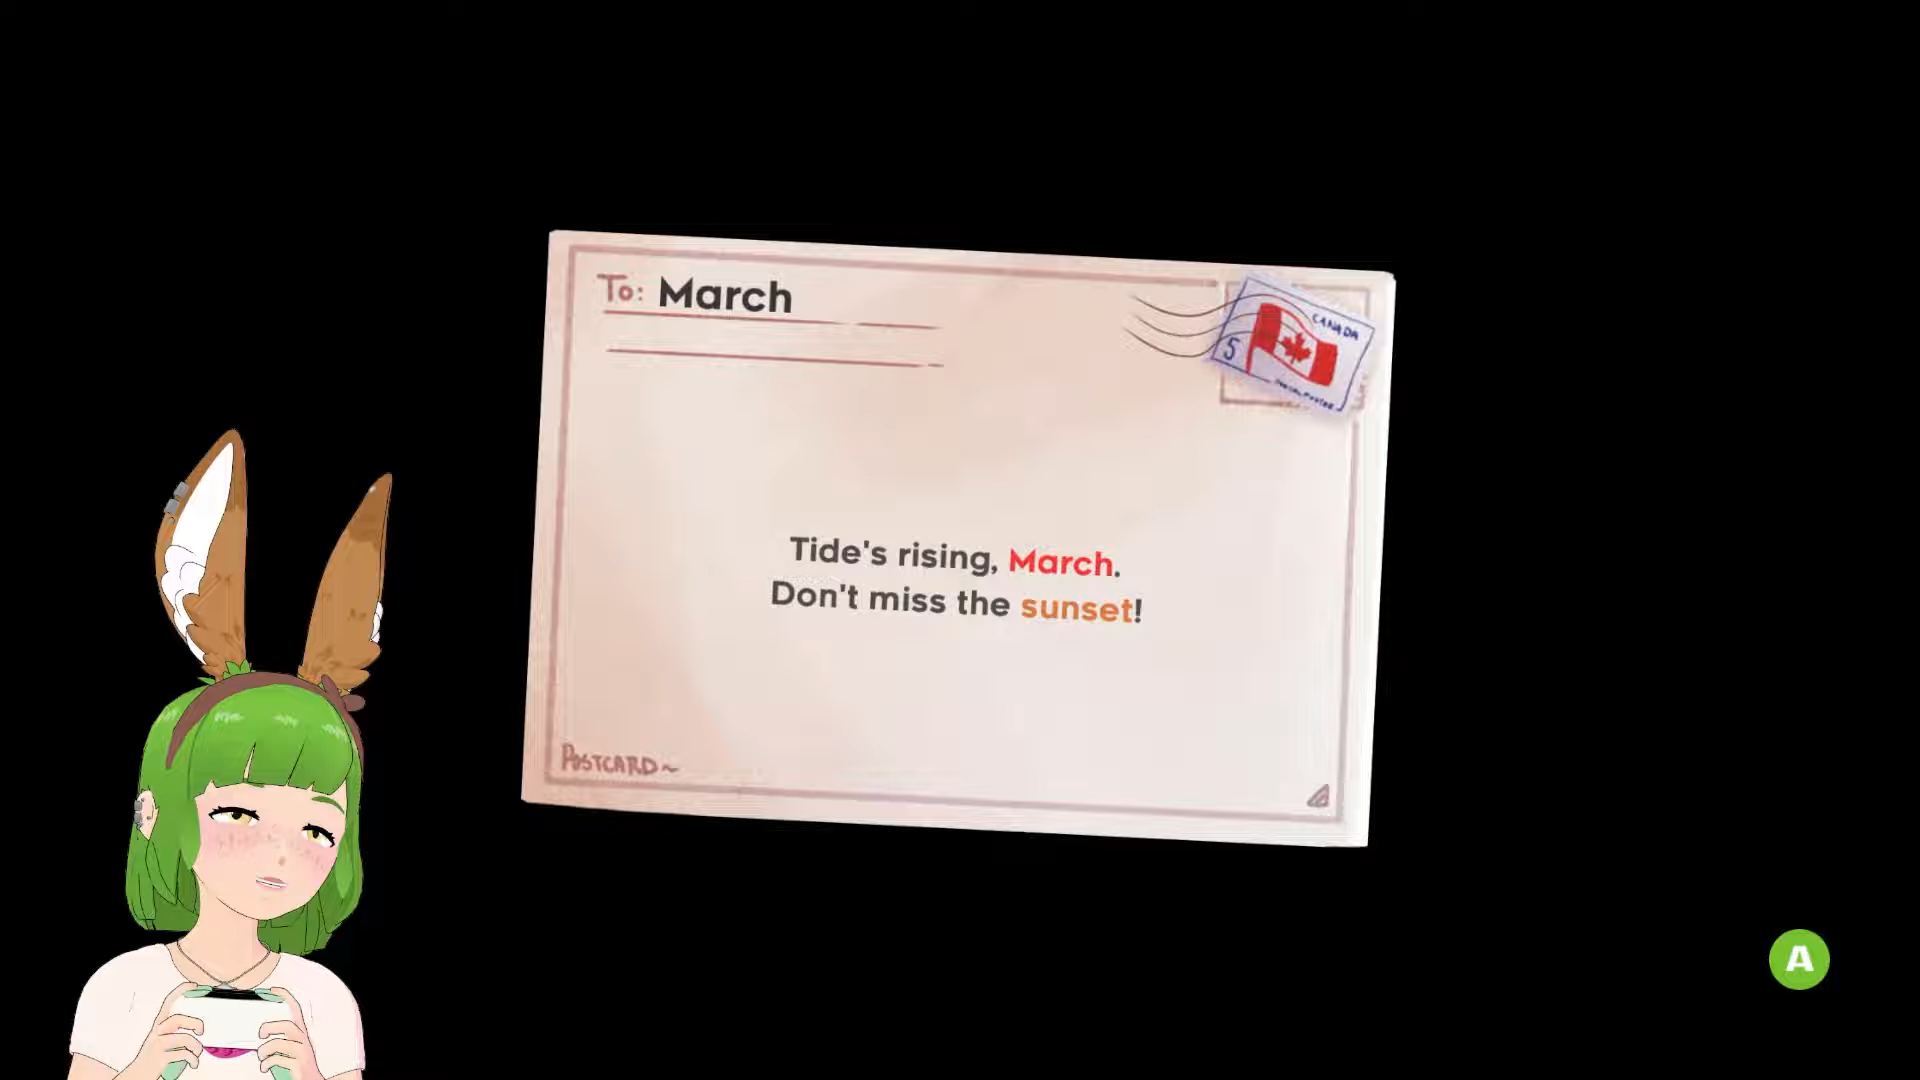 To: March
CANADA
5
Tide's rising, March.
Don't miss the sunset!
POSTCARD~
A